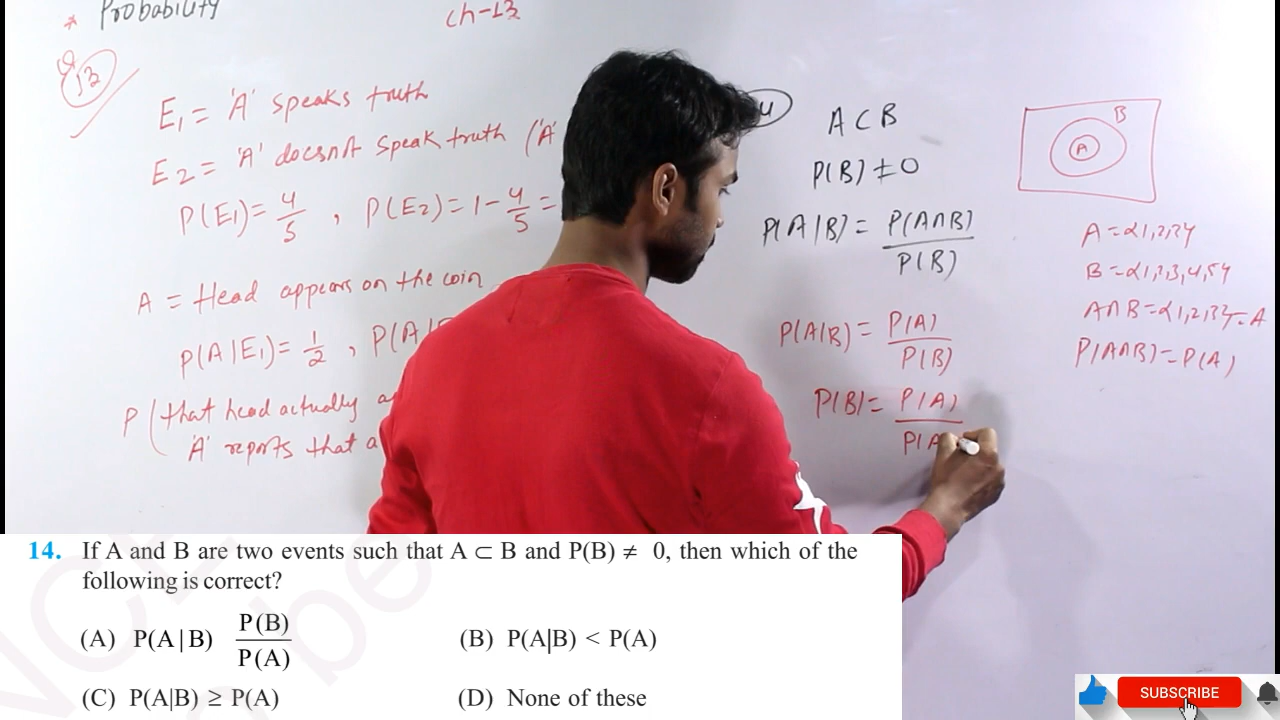 * Probability
ch-13
Q 13
E₁ = 'A' speaks truth
E₂ = 'A' doesn't speak truth ('A'
P(E₁) = 4/5 , P(E₂) = 1 - 4/5 =
A = Head appears on the coin
P(A|E₁) = 1/2 , P(A|
P (that head actually
'A' reports that a
A ⊂ B
P(B) ≠ 0
P(A|B) = P(A∩B)/P(B)
P(A|B) = P(A)/P(B)
P(B) = P(A)/P(A
B
A
A = {1,2,3}
B = {1,2,3,4,5}
A∩B = {1,2,3} = A
P(A∩B) = P(A)
14. If A and B are two events such that A ⊂ B and P(B) ≠ 0, then which of the
following is correct?
(A) P(A|B) P(B)/P(A)
(B) P(A|B) < P(A)
(C) P(A|B) ≥ P(A)
(D) None of these
SUBSCRIBE